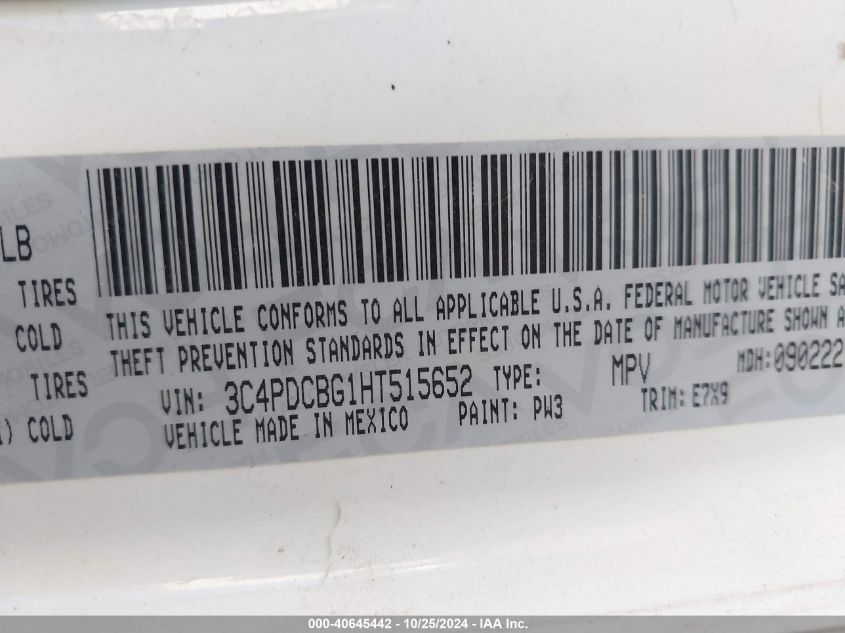 LB
TIRES
COLD
TIRES
COLD
THIS VEHICLE CONFORMS TO ALL APPLICABLE U.S.A. FEDERAL MOTOR VEHICLE SA
THEFT PREVENTION STANDARDS IN EFFECT ON THE DATE OF MANUFACTURE SHOWN A
VIN: 3C4PDCBG1HT515652 TYPE: MPV MDH:090222
VEHICLE MADE IN MEXICO PAINT: PW3 TRIM: E7X9
000-40645442 - 10/25/2024 - IAA Inc.